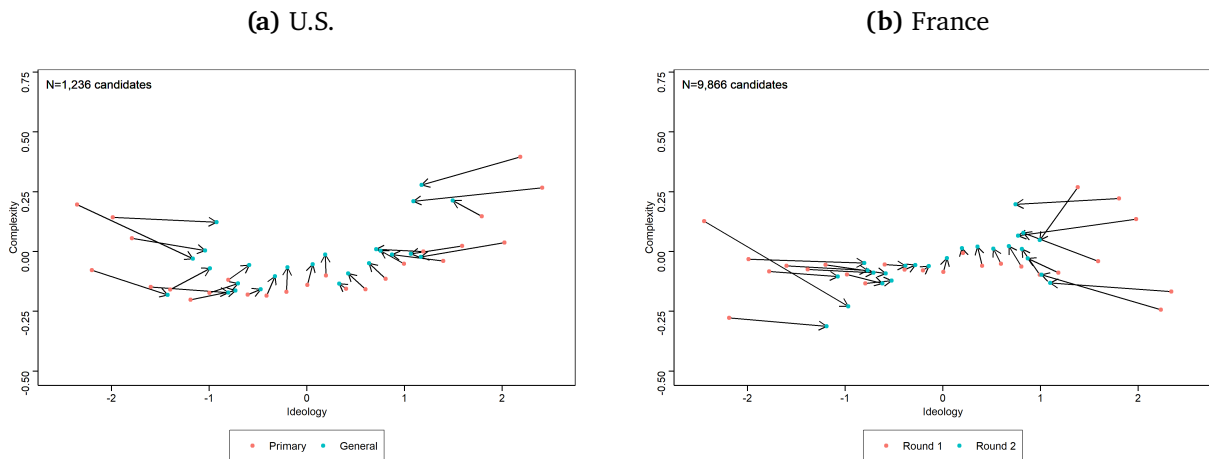 (a) U.S.
N=1,236 candidates
0.75
0.50
0.25
0.00
-0.25
-0.50
Complexity
-2 -1 0 1 2
Ideology
Primary General
(b) France
N=9,866 candidates
0.75
0.50
0.25
0.00
-0.25
-0.50
Complexity
-2 -1 0 1 2
Ideology
Round 1 Round 2